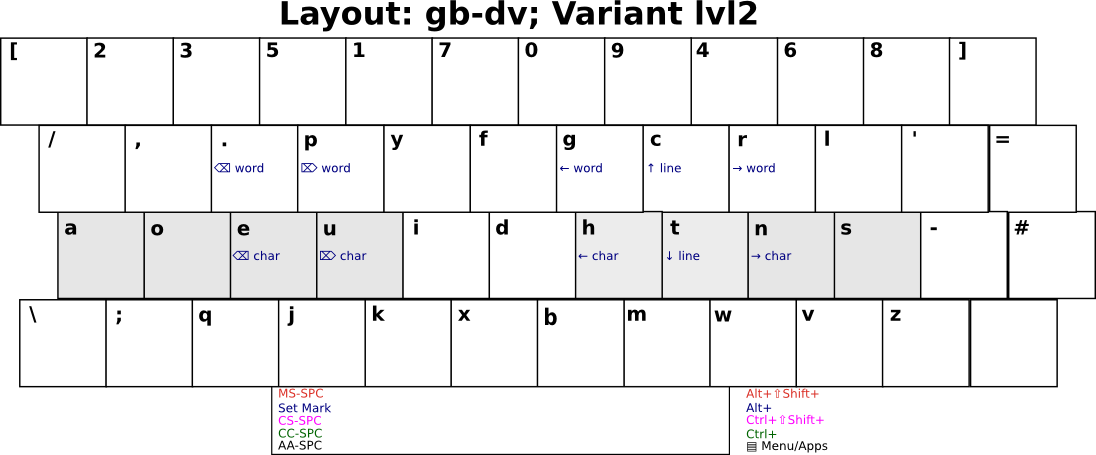 Layout: gb-dv; Variant lvl2
[ 2 3 5 1 7 0 9 4 6 8 ]
/ , . p y f g c r l ' =
⌫ word ⌦ word ← word ↑ line → word
a o e u i d h t n s - #
⌫ char ⌦ char ← char ↓ line → char
\ ; q j k x b m w v z
MS-SPC Alt+⇧Shift+
Set Mark Alt+
CS-SPC Ctrl+⇧Shift+
CC-SPC Ctrl+
AA-SPC ▤ Menu/Apps